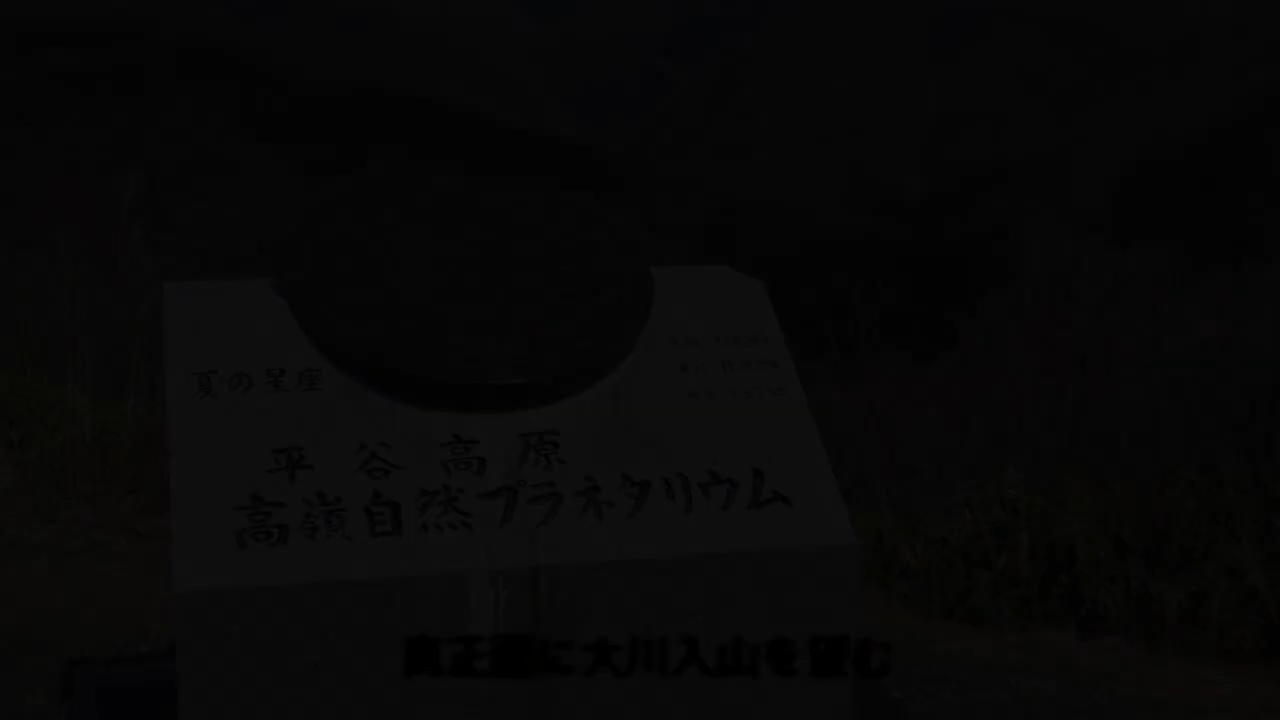 夏の星座
平谷高原
高嶺自然プラネタリウム
真正面に大川入山を望む